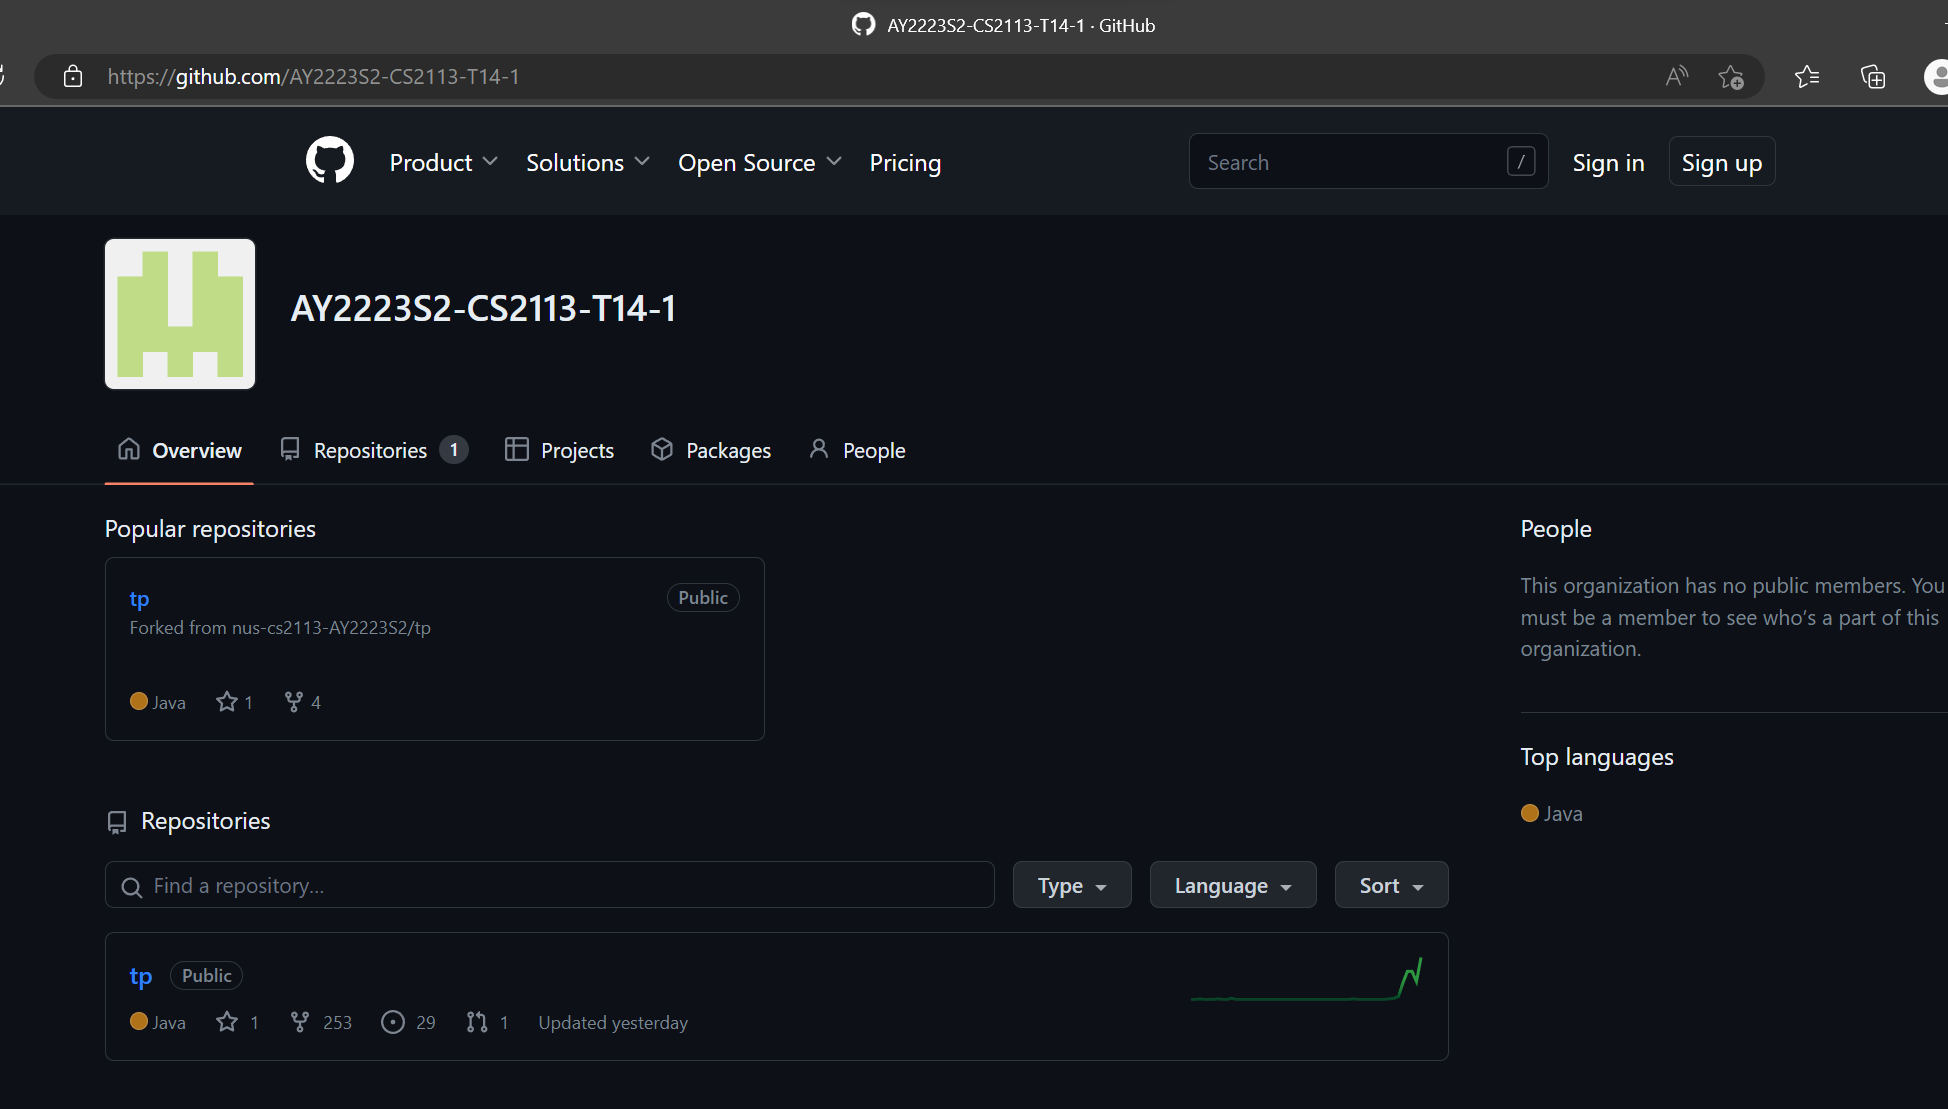 AY2223S2-CS2113-T14-1 · GitHub
https://github.com/AY2223S2-CS2113-T14-1
Product Solutions Open Source Pricing Search / Sign in Sign up
AY2223S2-CS2113-T14-1
Overview Repositories 1 Projects Packages People
Popular repositories
tp Public
Forked from nus-cs2113-AY2223S2/tp
Java 1 4
People
This organization has no public members. You
must be a member to see who’s a part of this
organization.
Top languages
Java
Repositories
Find a repository... Type Language Sort
tp Public
Java 1 253 29 1 Updated yesterday